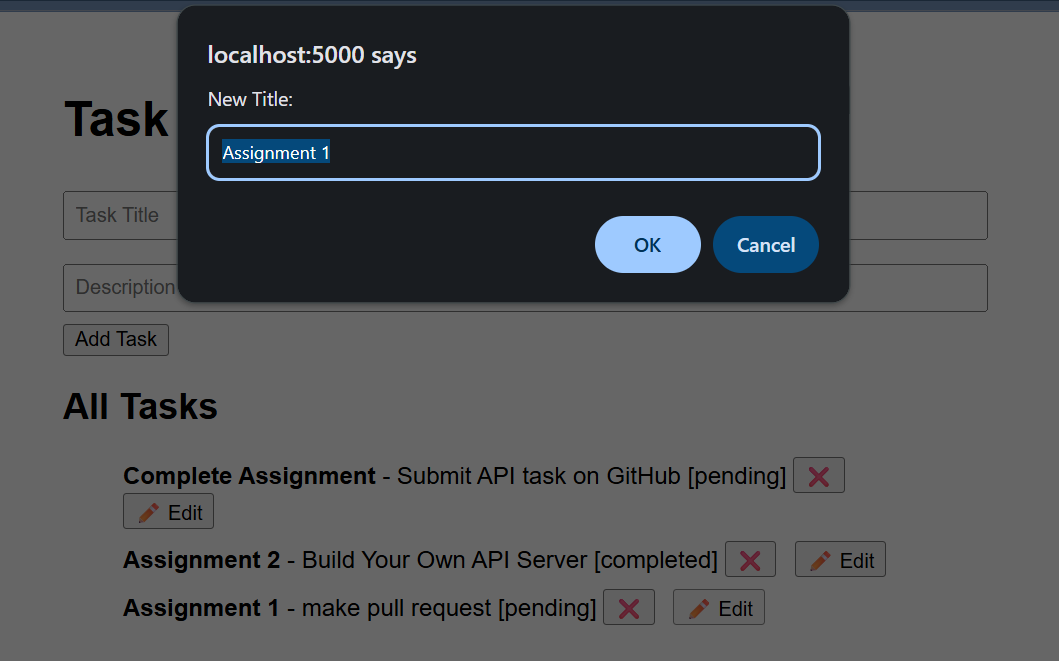 localhost:5000 says
New Title:
Assignment 1
OK
Cancel
Task
Task Title
Description
Add Task
All Tasks
Complete Assignment - Submit API task on GitHub [pending]
Edit
Assignment 2 - Build Your Own API Server [completed] Edit
Assignment 1 - make pull request [pending] Edit